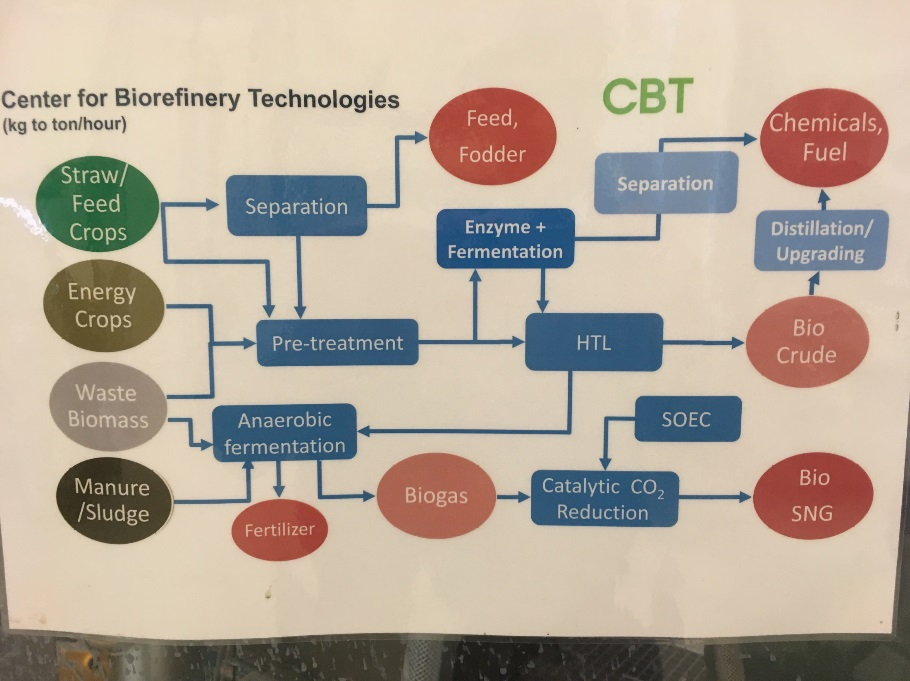 Center for Biorefinery Technologies
(kg to ton/hour)
CBT
Straw/
Feed
Crops
Separation
Feed,
Fodder
Separation
Chemicals,
Fuel
Enzyme +
Fermentation
Distillation/
Upgrading
Energy
Crops
Pre-treatment
HTL
Bio
Crude
Waste
Biomass
Anaerobic
fermentation
SOEC
Manure
/Sludge
Fertilizer
Biogas
Catalytic CO₂
Reduction
Bio
SNG